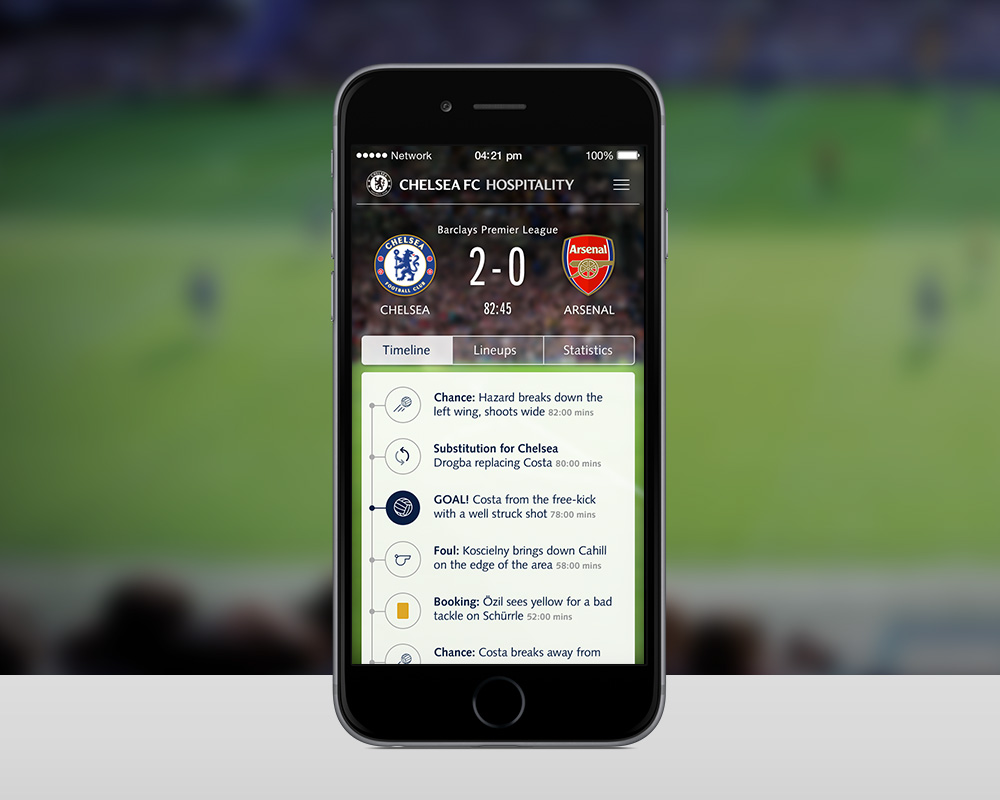 Network 04:21 pm 100%
CHELSEA FC HOSPITALITY
Barclays Premier League
CHELSEA
FOOTBALL CLUB
2-0
Arsenal
CHELSEA 82:45 ARSENAL
Timeline Lineups Statistics
Chance: Hazard breaks down the
left wing, shoots wide 82:00 mins
Substitution for Chelsea
Drogba replacing Costa 80:00 mins
GOAL! Costa from the free-kick
with a well struck shot 78:00 mins
Foul: Koscielny brings down Cahill
on the edge of the area 58:00 mins
Booking: Özil sees yellow for a bad
tackle on Schürrle 52:00 mins
Chance: Costa breaks away from